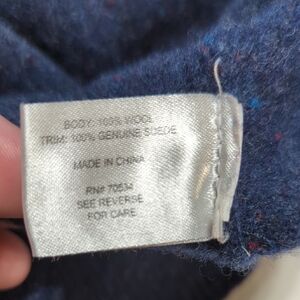 BODY: 100% WOOL
TRIM: 100% GENUINE SUEDE
MADE IN CHINA
RN# 70534
SEE REVERSE
FOR CARE